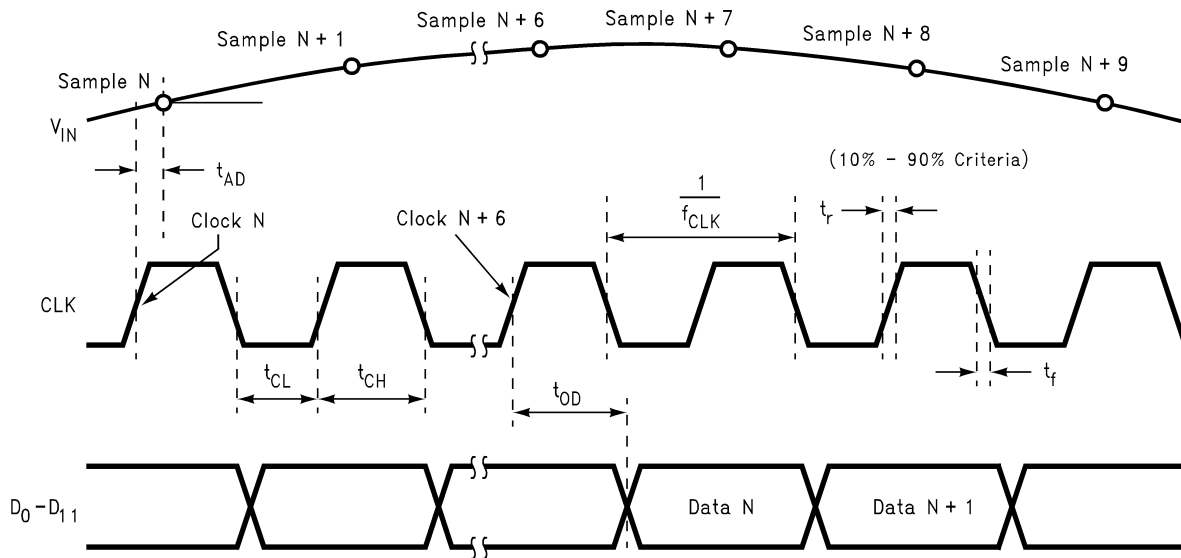 Sample N
Sample N + 1
Sample N + 6
Sample N + 7
Sample N + 8
Sample N + 9
V_IN
t_AD
(10% - 90% Criteria)
Clock N
Clock N + 6
1
f_CLK
t_r
CLK
t_CL
t_CH
t_OD
t_f
D_0 - D_11
Data N
Data N + 1